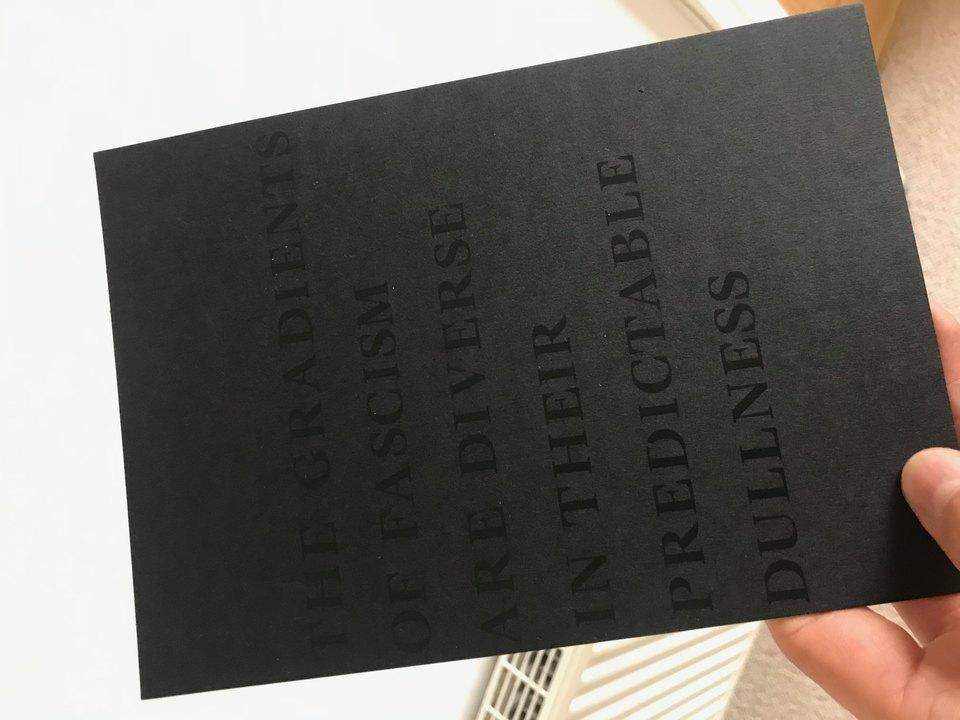 THE GRADIENTS
OF FASCISM
ARE DIVERSE
IN THEIR
PREDICTABLE
DULLNESS